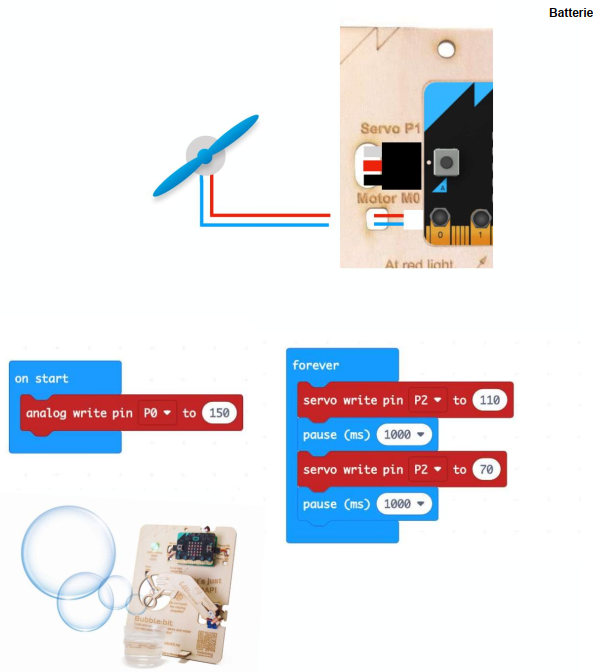 Batterie
Servo P1
A
Motor M0
0 1
At red light
on start
analog write pin P0 to 150
forever
servo write pin P2 to 110
pause (ms) 1000
servo write pin P2 to 70
pause (ms) 1000
Bubble:bit